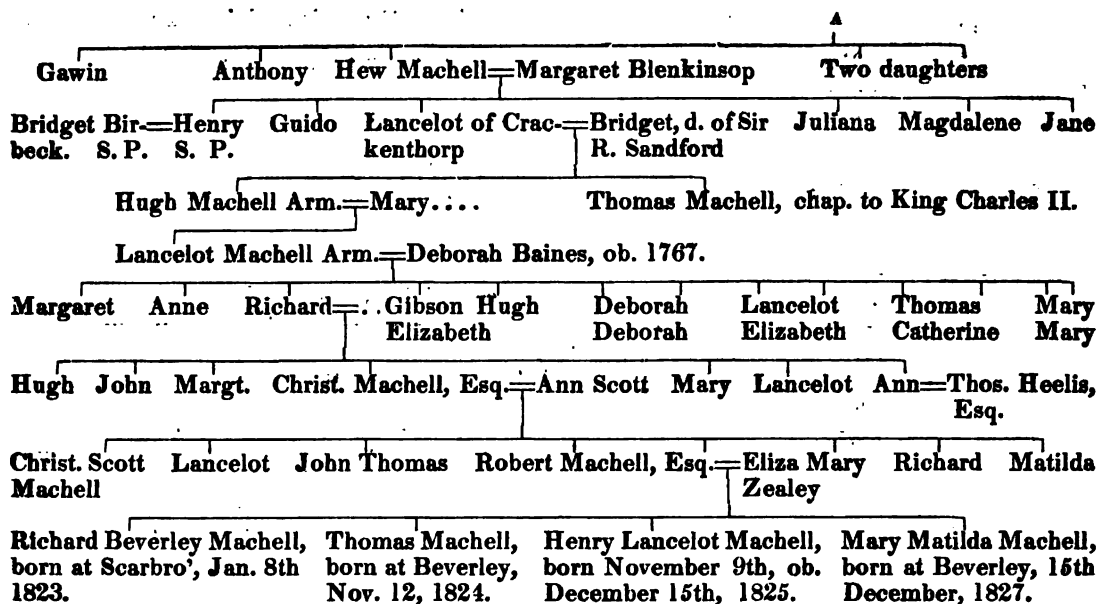 A
Gawin Anthony Hew Machell=Margaret Blenkinsop Two daughters
Bridget Bir-=Henry Guido Lancelot of Crac-=Bridget, d. of Sir Juliana Magdalene Jane
beck. S. P. S. P. kenthorp R. Sandford
Hugh Machell Arm.=Mary.... Thomas Machell, chap. to King Charles II.
Lancelot Machell Arm.=Deborah Baines, ob. 1767.
Margaret Anne Richard=.. Gibson Hugh Deborah Lancelot Thomas Mary
Elizabeth Deborah Elizabeth Catherine Mary
Hugh John Margt. Christ. Machell, Esq.=Ann Scott Mary Lancelot Ann=Thos. Heelis,
Esq.
Christ. Scott Lancelot John Thomas Robert Machell, Esq.=Eliza Mary Richard Matilda
Machell Zealey
Richard Beverley Machell, Thomas Machell, Henry Lancelot Machell, Mary Matilda Machell,
born at Scarbro', Jan. 8th born at Beverley, born November 9th, ob. born at Beverley, 15th
1823. Nov. 12, 1824. December 15th, 1825. December, 1827.